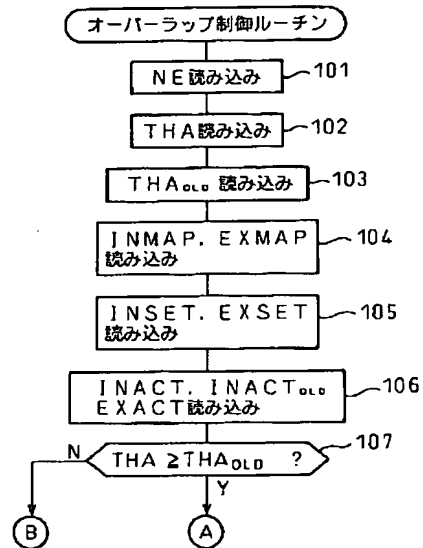 オーバーラップ制御ルーチン
NE読み込み
101
THA読み込み
102
THAOLD 読み込み
103
INMAP. EXMAP
読み込み
104
INSET. EXSET
読み込み
105
INACT. INACTOLD
EXACT読み込み
106
107
N
THA ≧THAOLD ?
Y
B
A